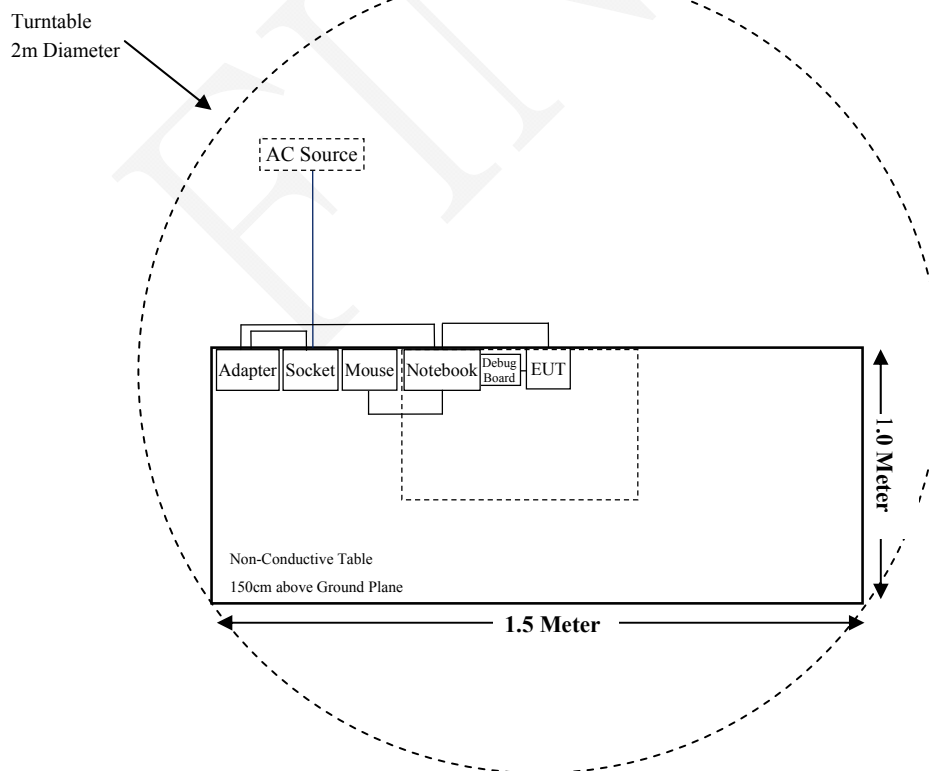 Turntable
2m Diameter
AC Source
Adapter
Socket
Mouse
Notebook
Debug
Board
EUT
1.0 Meter
Non-Conductive Table
150cm above Ground Plane
1.5 Meter